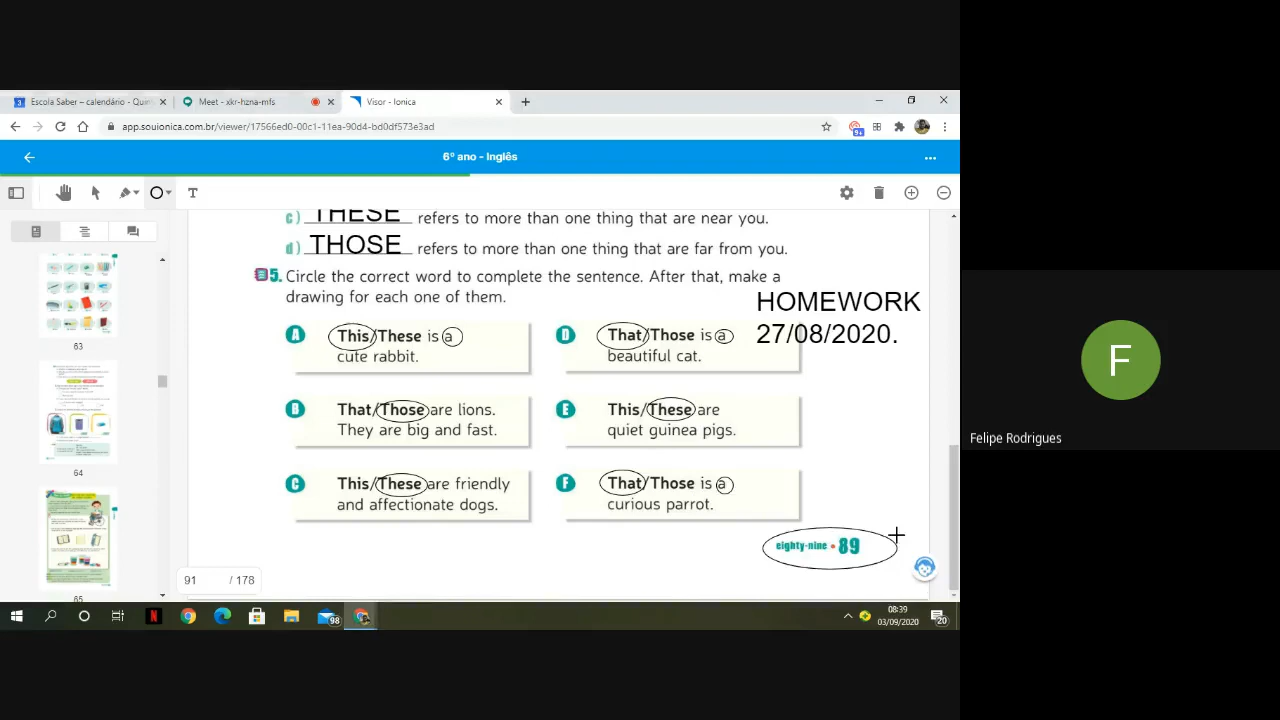 Escola Saber – calendário - Quin
Meet - xkr-hzna-mfs
Visor - Ionica
app.souionica.com.br/viewer/17566ed0-00c1-11ea-90d4-bd0df573e3ad
9+
6º ano - Inglês
T
c) THESE refers to more than one thing that are near you.
d) THOSE refers to more than one thing that are far from you.
5. Circle the correct word to complete the sentence. After that, make a
drawing for each one of them.
HOMEWORK
27/08/2020.
A This/These is a
cute rabbit.
D That/Those is a
beautiful cat.
B That/Those are lions.
They are big and fast.
E This/These are
quiet guinea pigs.
C This/These are friendly
and affectionate dogs.
F That/Those is a
curious parrot.
eighty-nine • 89
63
64
65
91 / 178
98
08:39
03/09/2020
20
F
Felipe Rodrigues